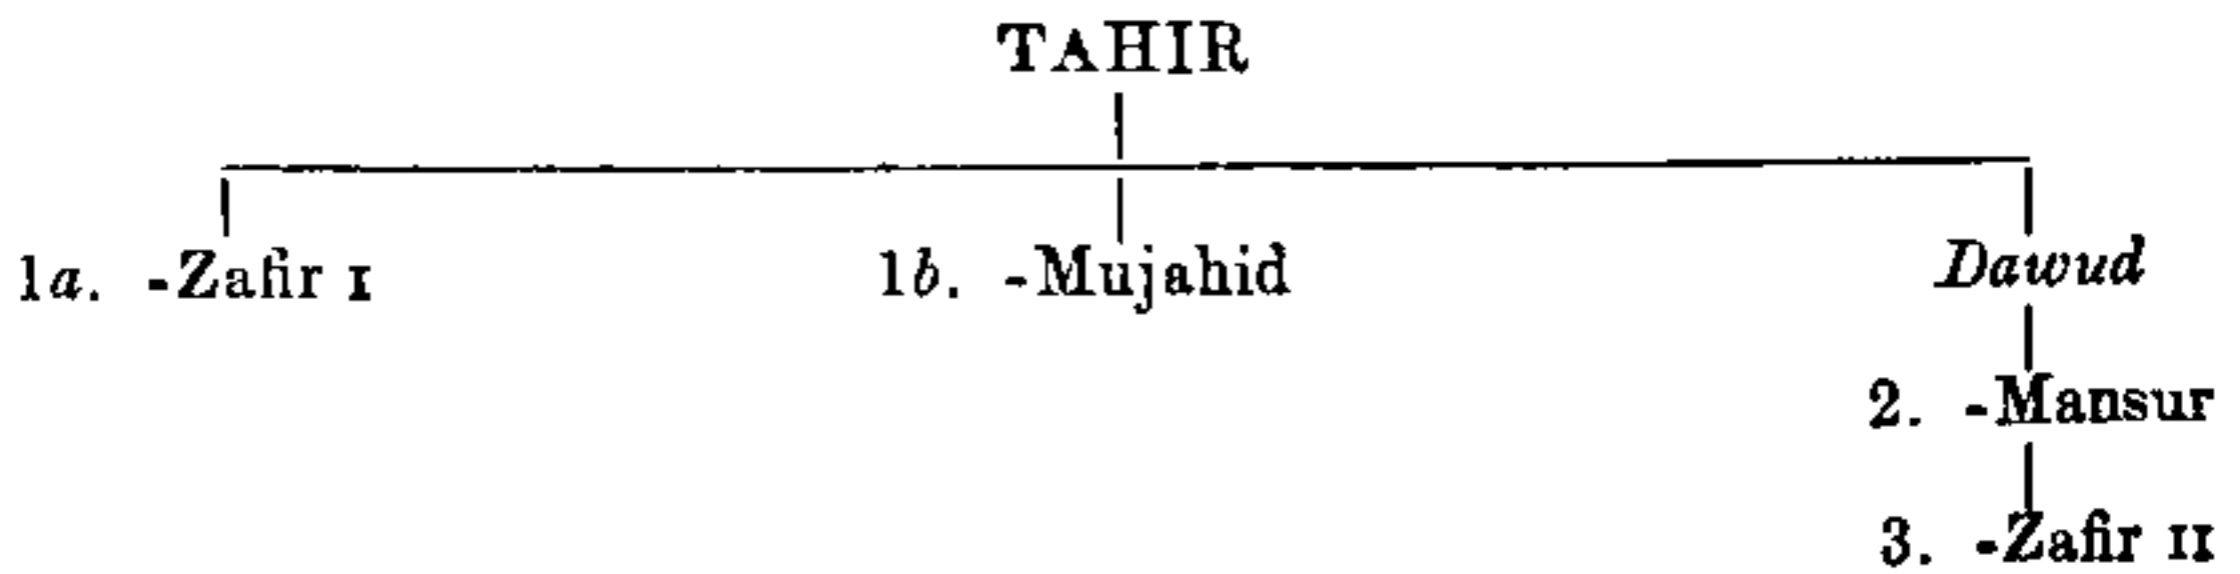 TAHIR
1a. -Zafir I 1b. -Mujahid Dawud
2. -Mansur
3. -Zafir II